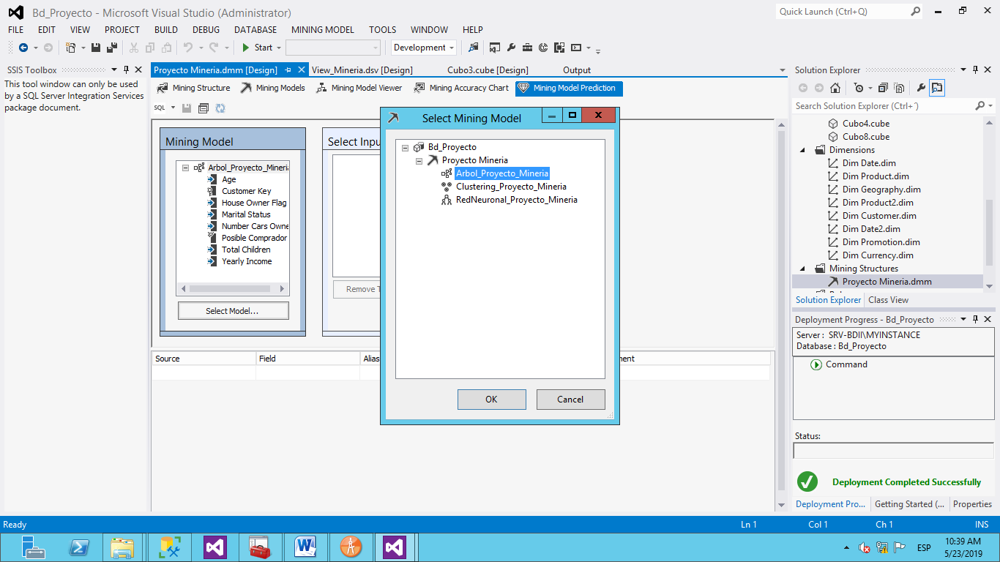 Bd_Proyecto - Microsoft Visual Studio (Administrator)
Quick Launch (Ctrl+Q)
FILE EDIT VIEW PROJECT BUILD DEBUG DATABASE MINING MODEL TOOLS WINDOW HELP
Start
Development
SSIS Toolbox
This tool window can only be used
by a SQL Server Integration Services
package document.
Proyecto Mineria.dmm [Design]
View_Mineria.dsv [Design]
Cubo3.cube [Design]
Output
Mining Structure
Mining Models
Mining Model Viewer
Mining Accuracy Chart
Mining Model Prediction
SQL
Mining Model
Arbol_Proyecto_Mineri
Age
Customer Key
House Owner Flag
Marital Status
Number Cars Owne
Posible Comprador
Total Children
Yearly Income
Select Model...
Select Inpu
Remove T
Source
Field
Alias
ment
Select Mining Model
Bd_Proyecto
Proyecto Mineria
Arbol_Proyecto_Mineria
Clustering_Proyecto_Mineria
RedNeuronal_Proyecto_Mineria
OK
Cancel
Solution Explorer
Search Solution Explorer (Ctrl+´)
Cubo4.cube
Cubo8.cube
Dimensions
Dim Date.dim
Dim Product.dim
Dim Geography.dim
Dim Product2.dim
Dim Customer.dim
Dim Date2.dim
Dim Promotion.dim
Dim Currency.dim
Mining Structures
Proyecto Mineria.dmm
Solution Explorer
Class View
Deployment Progress - Bd_Proyecto
Server : SRV-BDII\MYINSTANCE
Database : Bd_Proyecto
Command
Status:
Deployment Completed Successfully
Deployment Pro...
Getting Started (...
Properties
Ready
Ln 1
Col 1
Ch 1
INS
ESP
10:39 AM
5/23/2019